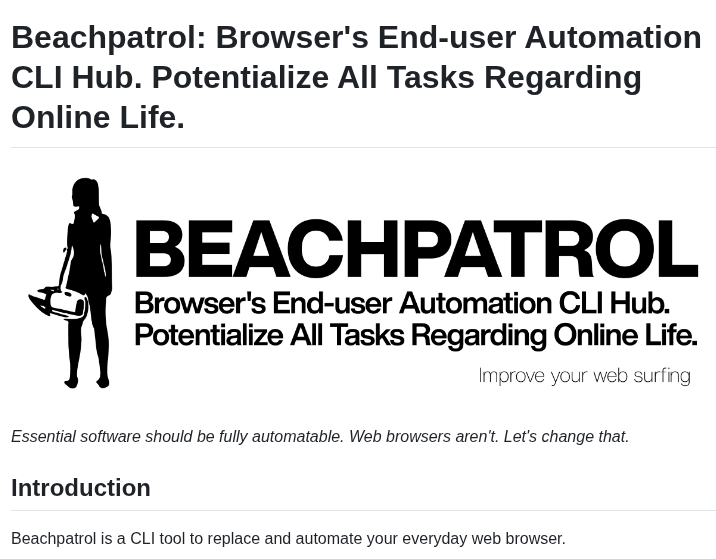 Beachpatrol: Browser's End-user Automation
CLI Hub. Potentialize All Tasks Regarding
Online Life.
BEACHPATROL
Browser's End-user Automation CLI Hub.
Potentialize All Tasks Regarding Online Life.
Improve your web surfing
Essential software should be fully automatable. Web browsers aren't. Let's change that.
Introduction
Beachpatrol is a CLI tool to replace and automate your everyday web browser.